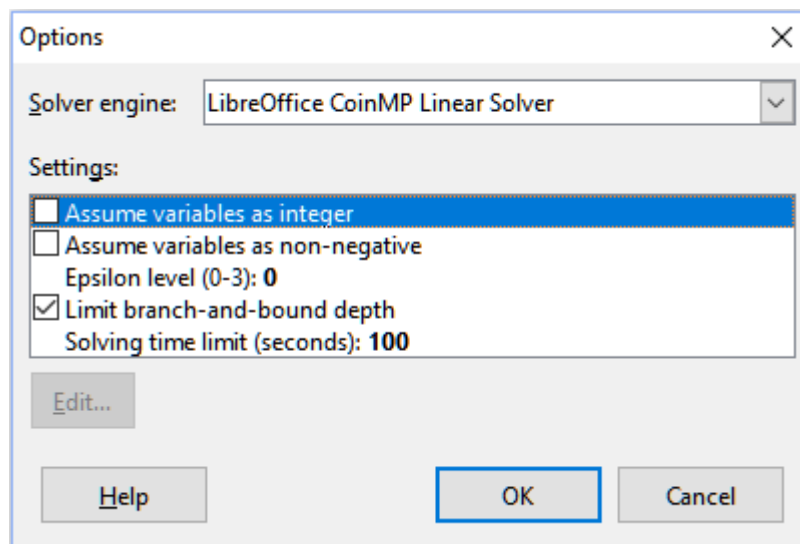 Options
Solver engine: LibreOffice CoinMP Linear Solver
Settings:
Assume variables as integer
Assume variables as non-negative
Epsilon level (0-3): 0
Limit branch-and-bound depth
Solving time limit (seconds): 100
Edit...
Help OK Cancel